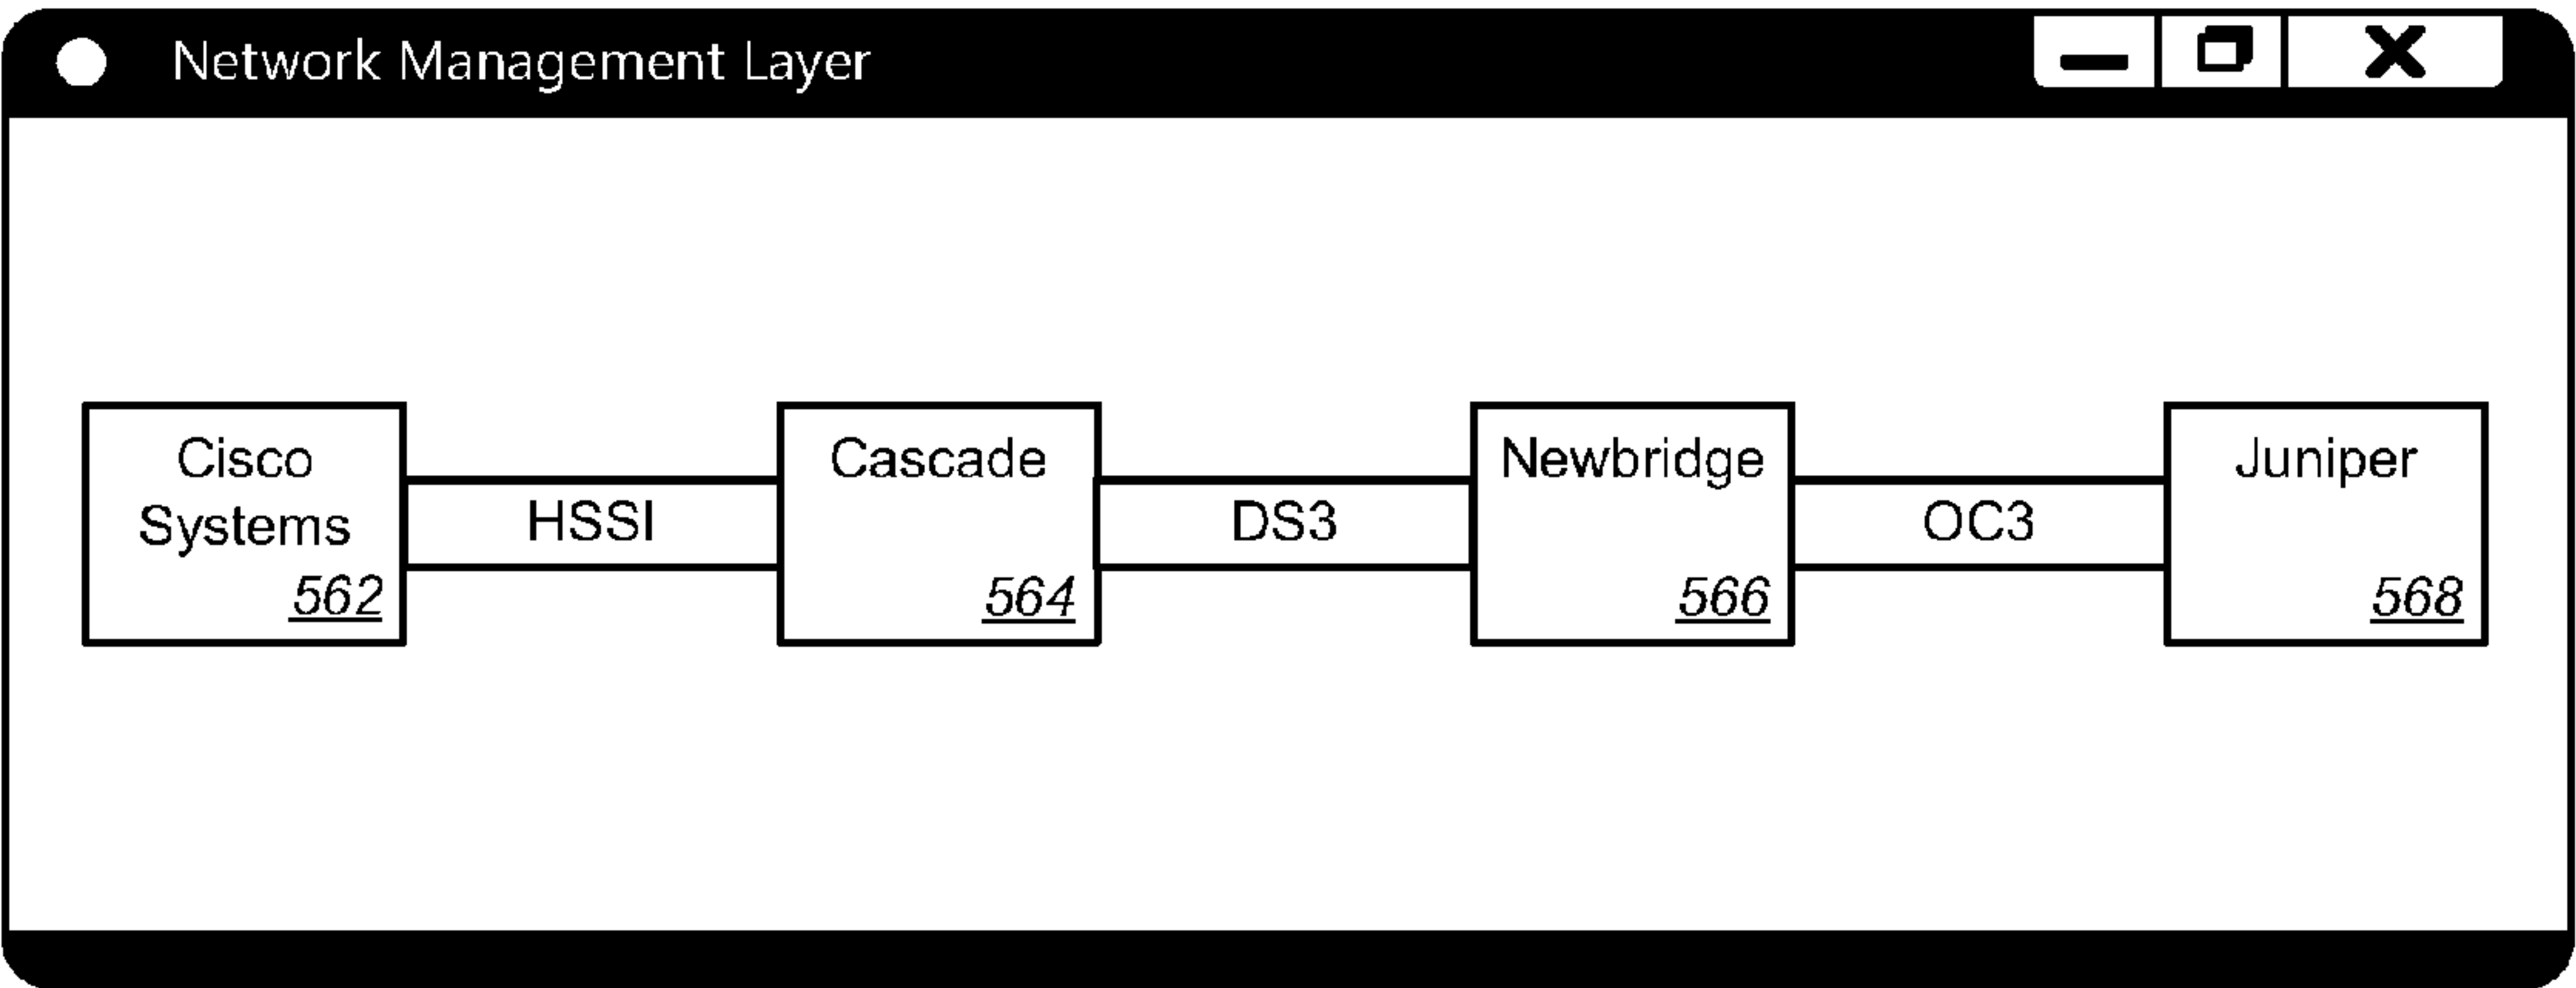 Network Management Layer
Cisco
Systems
562
HSSI
Cascade
564
DS3
Newbridge
566
OC3
Juniper
568